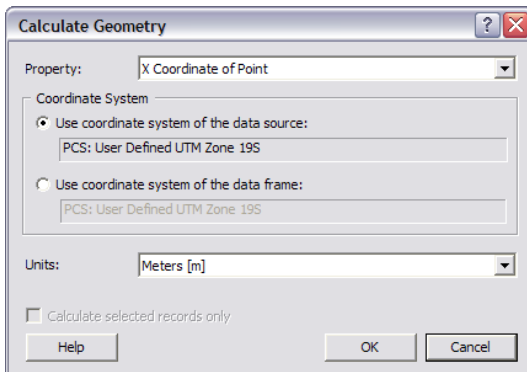 Calculate Geometry
Property: X Coordinate of Point
Coordinate System
Use coordinate system of the data source:
PCS: User Defined UTM Zone 19S
Use coordinate system of the data frame:
PCS: User Defined UTM Zone 19S
Units: Meters [m]
Calculate selected records only
Help OK Cancel